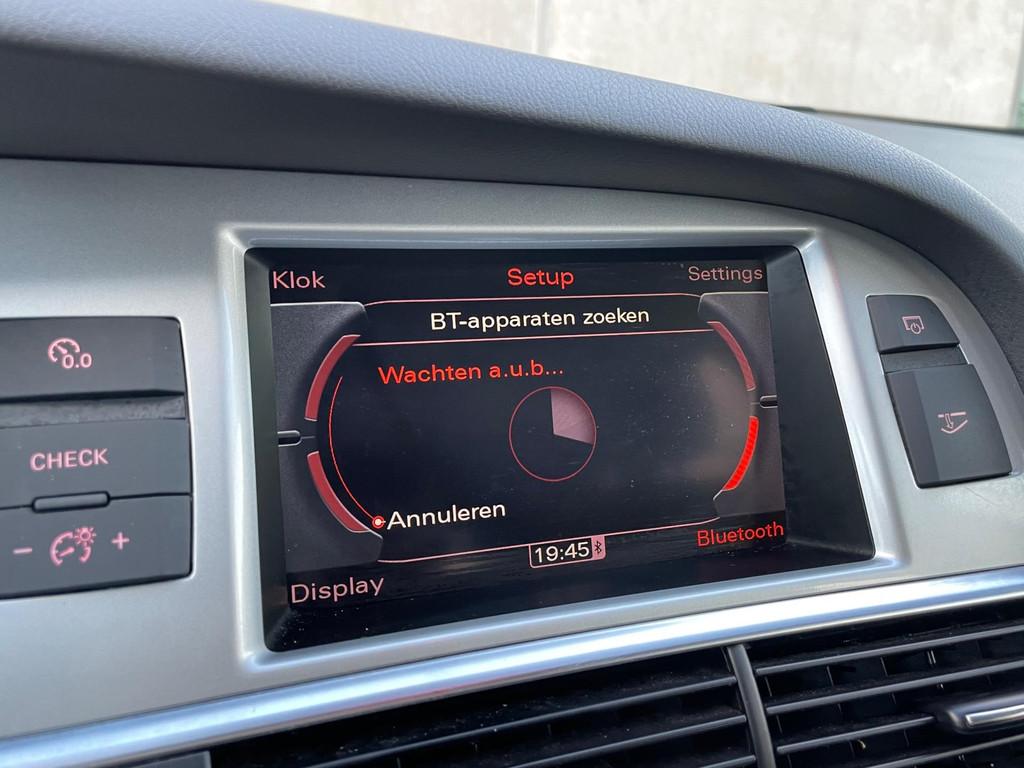 Klok
Setup
Settings
BT-apparaten zoeken
Wachten a.u.b...
Annuleren
19:45
Bluetooth
Display
0.0
CHECK
- +